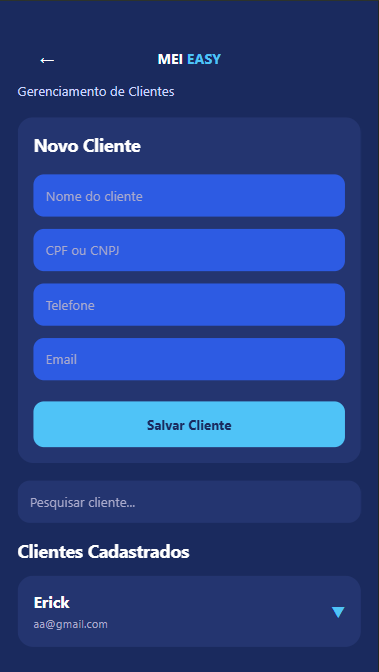 ← MEI EASY
Gerenciamento de Clientes
Novo Cliente
Nome do cliente
CPF ou CNPJ
Telefone
Email
Salvar Cliente
Pesquisar cliente...
Clientes Cadastrados
Erick
aa@gmail.com